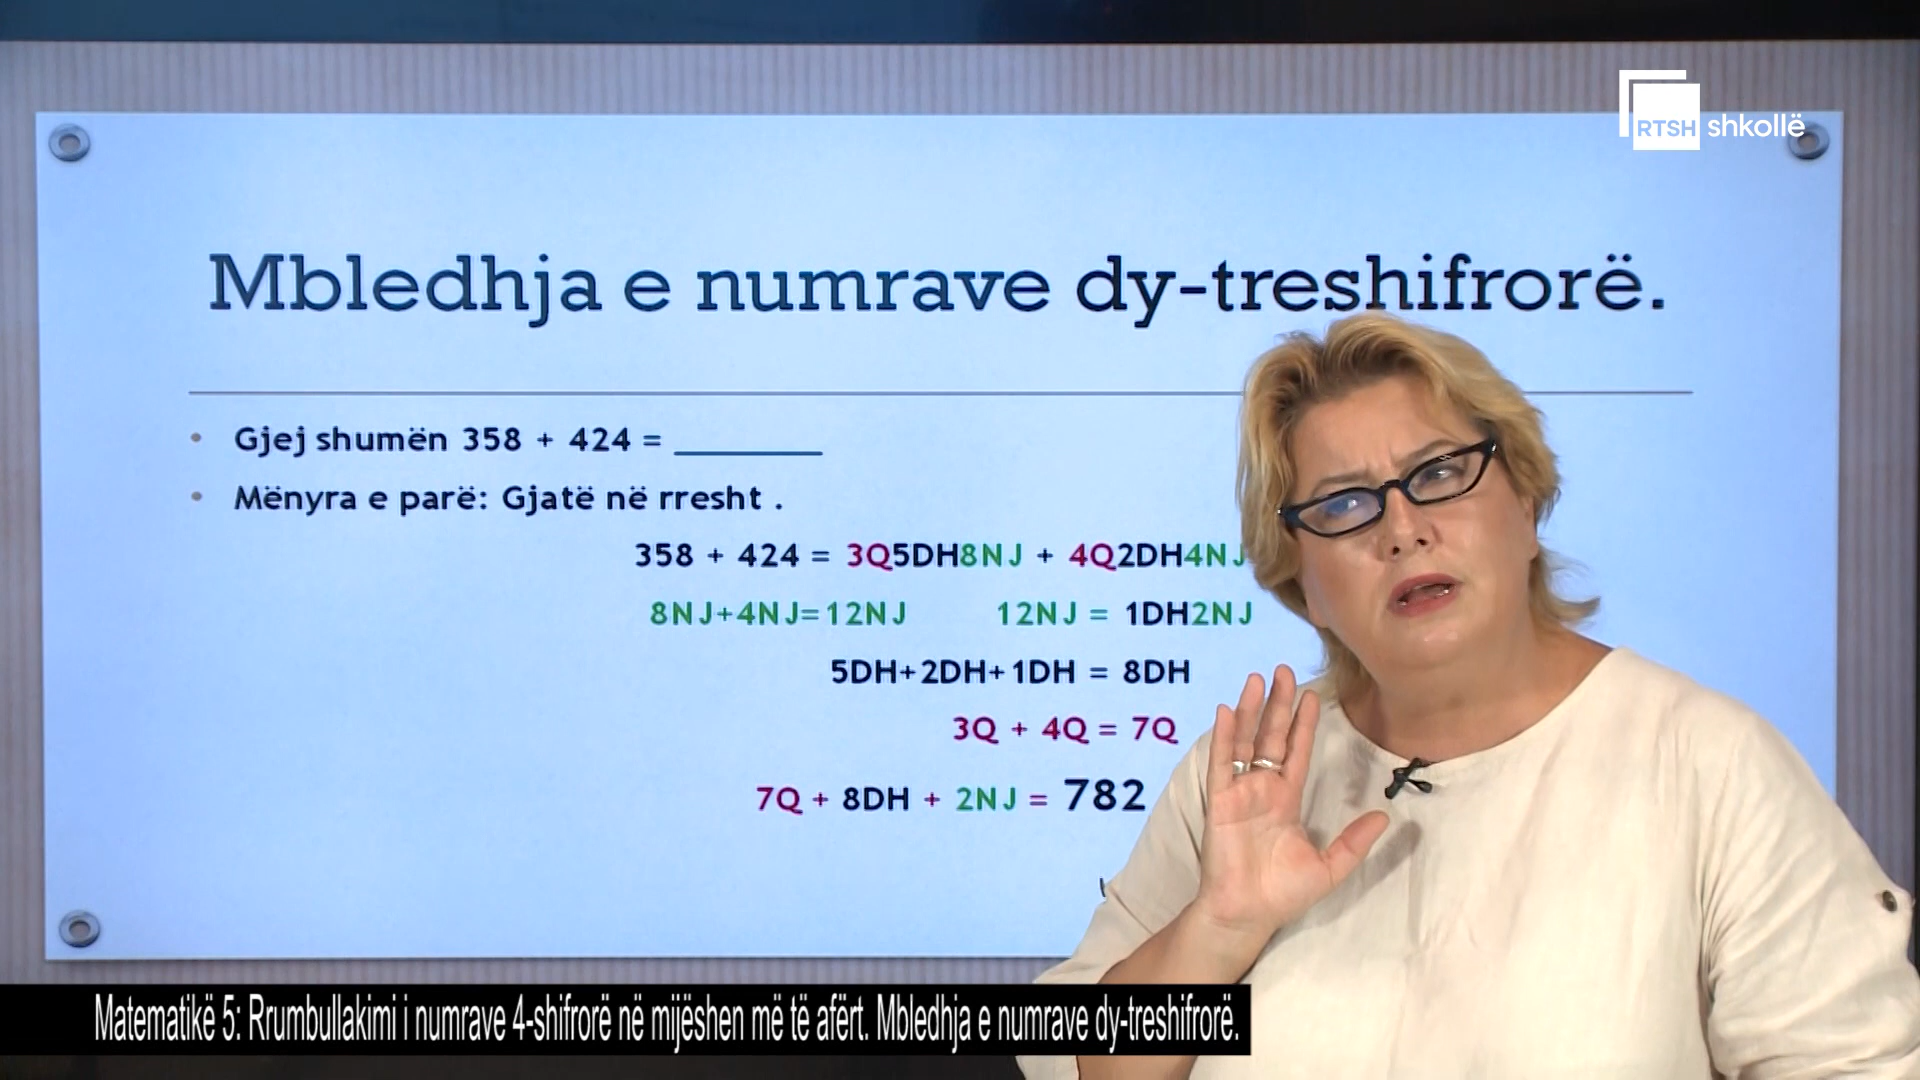 RTSH shkollë
Mbledhja e numrave dy-treshifrorë.
• Gjej shumën 358 + 424 = ________
• Mënyra e parë: Gjatë në rresht .
358 + 424 = 3Q5DH8NJ + 4Q2DH4NJ
8NJ+4NJ=12NJ 12NJ = 1DH2NJ
5DH+2DH+1DH = 8DH
3Q + 4Q = 7Q
7Q + 8DH + 2NJ = 782
Matematikë 5: Rrumbullakimi i numrave 4-shifrorë në mijëshen më të afërt. Mbledhja e numrave dy-treshifrorë.